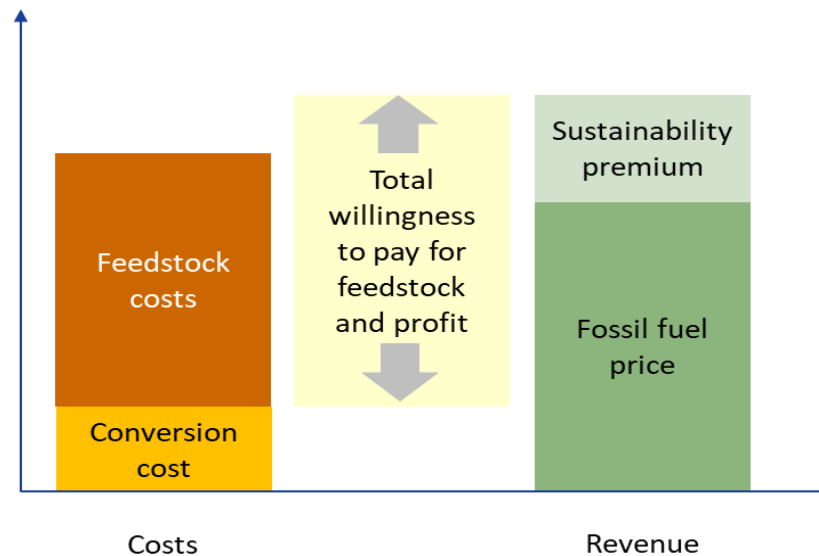 Feedstock
costs
Conversion
cost
Total
willingness
to pay for
feedstock
and profit
Sustainability
premium
Fossil fuel
price
Costs
Revenue